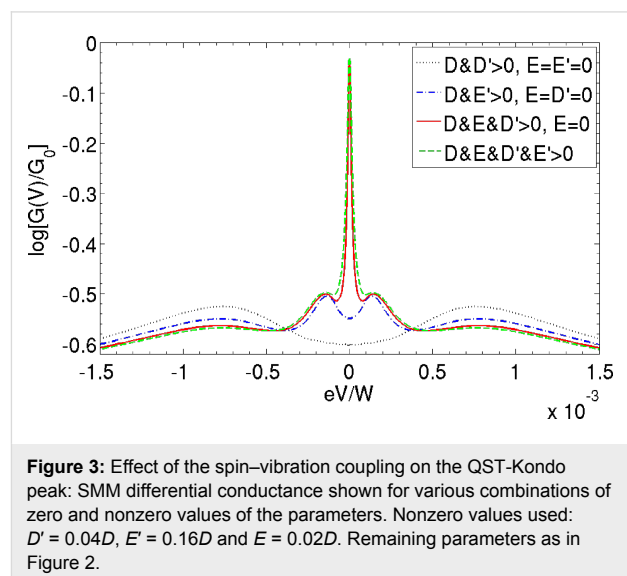 0
-0.1
-0.2
-0.3
-0.4
-0.5
-0.6
log[G(V)/G₀]
D&D'>0, E=E'=0
D&E'>0, E=D'=0
D&E&D'>0, E=0
D&E&D'&E'>0
-1.5 -1 -0.5 0 0.5 1 1.5
eV/W
x 10⁻³
Figure 3: Effect of the spin–vibration coupling on the QST-Kondo
peak: SMM differential conductance shown for various combinations of
zero and nonzero values of the parameters. Nonzero values used:
D' = 0.04D, E' = 0.16D and E = 0.02D. Remaining parameters as in
Figure 2.